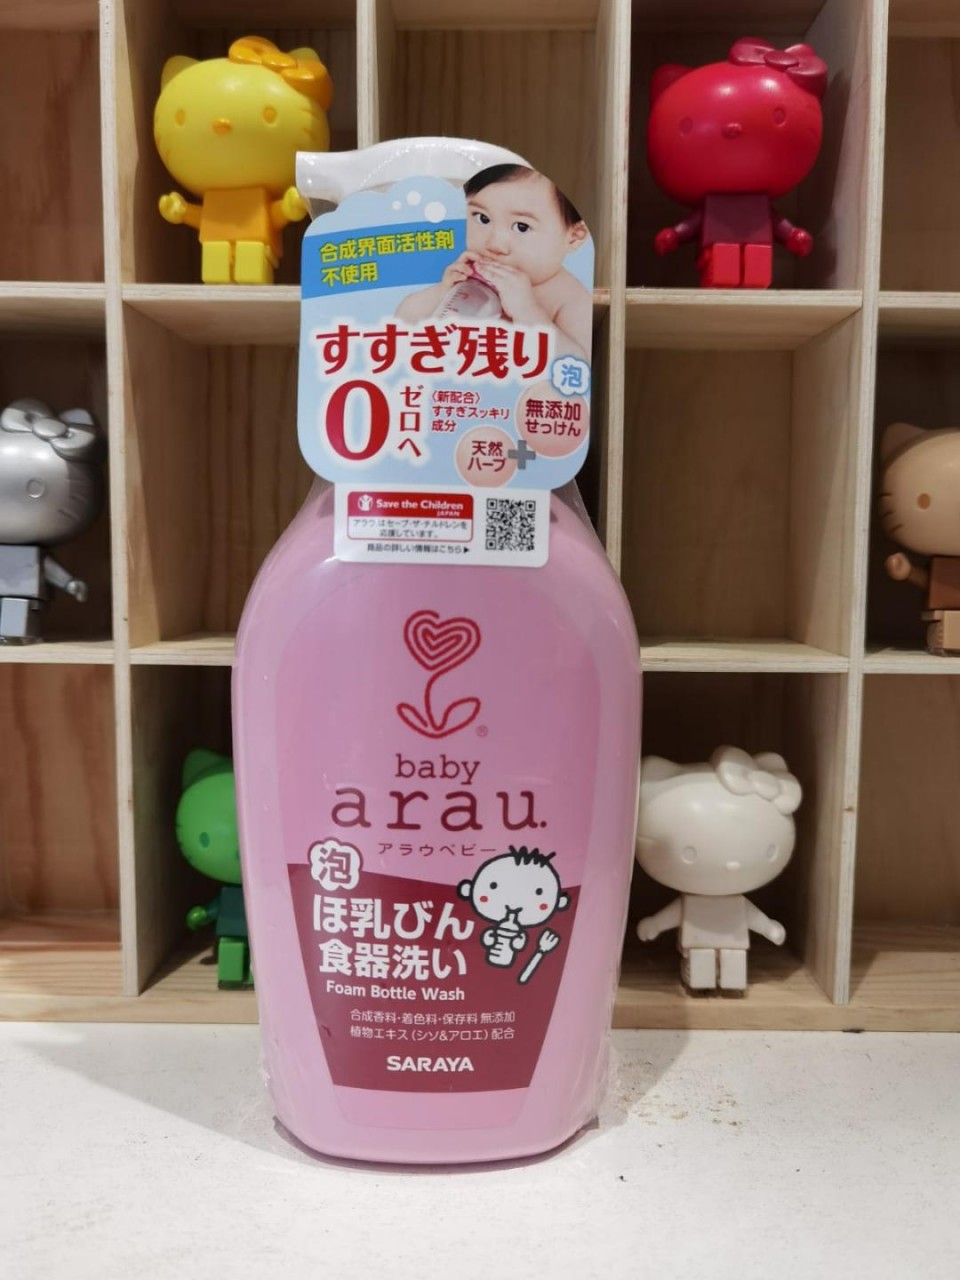 合成界面活性剤
不使用
すすぎ残り
0
ゼロへ
〈新配合〉
すすぎスッキリ
成分
泡
無添加
せっけん
天然
ハーブ
+
Save the Children
JAPAN
アラウ.はセーブ・ザ・チルドレンを
応援しています。
商品の詳しい情報はこちら▶
®
baby
arau.
アラウベビー
泡
ほ乳びん
食器洗い
Foam Bottle Wash
合成香料・着色料・保存料 無添加
植物エキス(シソ&アロエ)配合
SARAYA